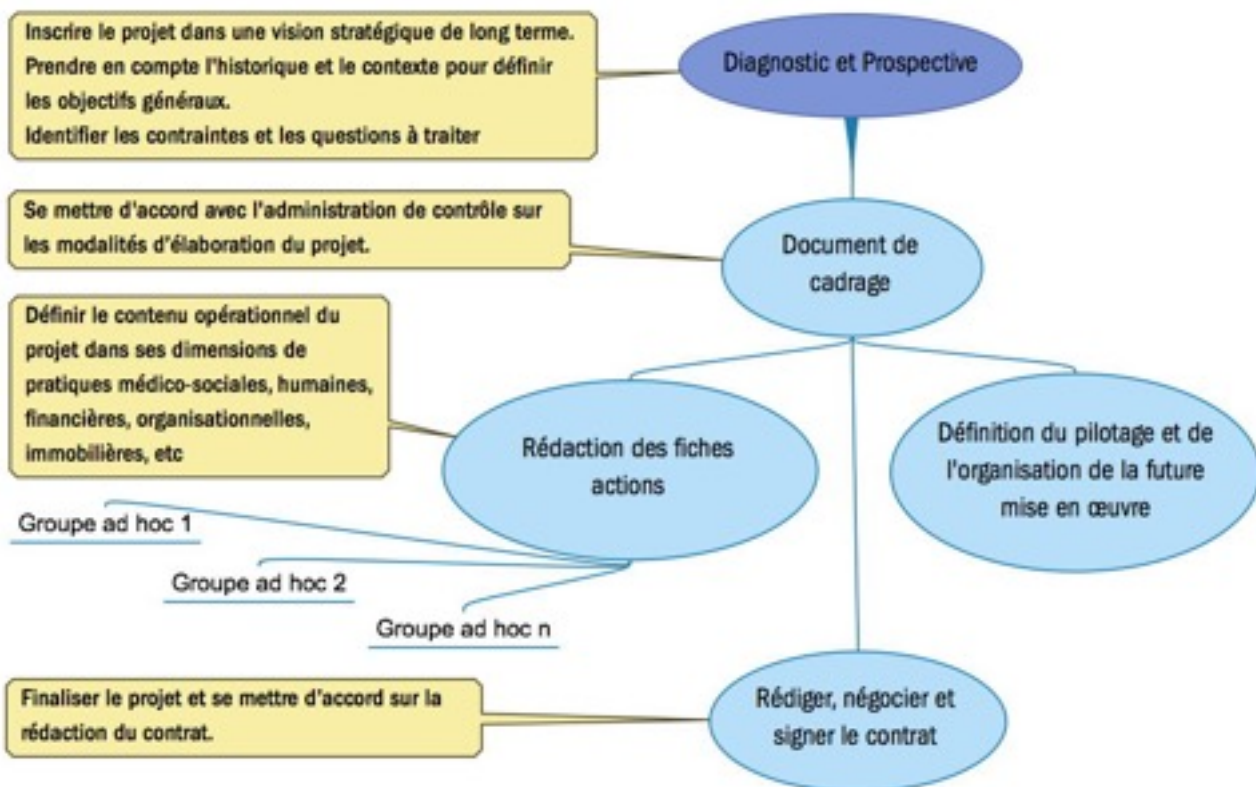 Inscrire le projet dans une vision stratégique de long terme.
Prendre en compte l'historique et le contexte pour définir
les objectifs généraux.
Identifier les contraintes et les questions à traiter
Diagnostic et Prospective
Se mettre d'accord avec l'administration de contrôle sur
les modalités d'élaboration du projet.
Document de
cadrage
Définir le contenu opérationnel du
projet dans ses dimensions de
pratiques médico-sociales, humaines,
financières, organisationnelles,
immobilières, etc
Rédaction des fiches
actions
Définition du pilotage et de
l'organisation de la future
mise en œuvre
Groupe ad hoc 1
Groupe ad hoc 2
Groupe ad hoc n
Finaliser le projet et se mettre d'accord sur la
rédaction du contrat.
Rédiger, négocier et
signer le contrat